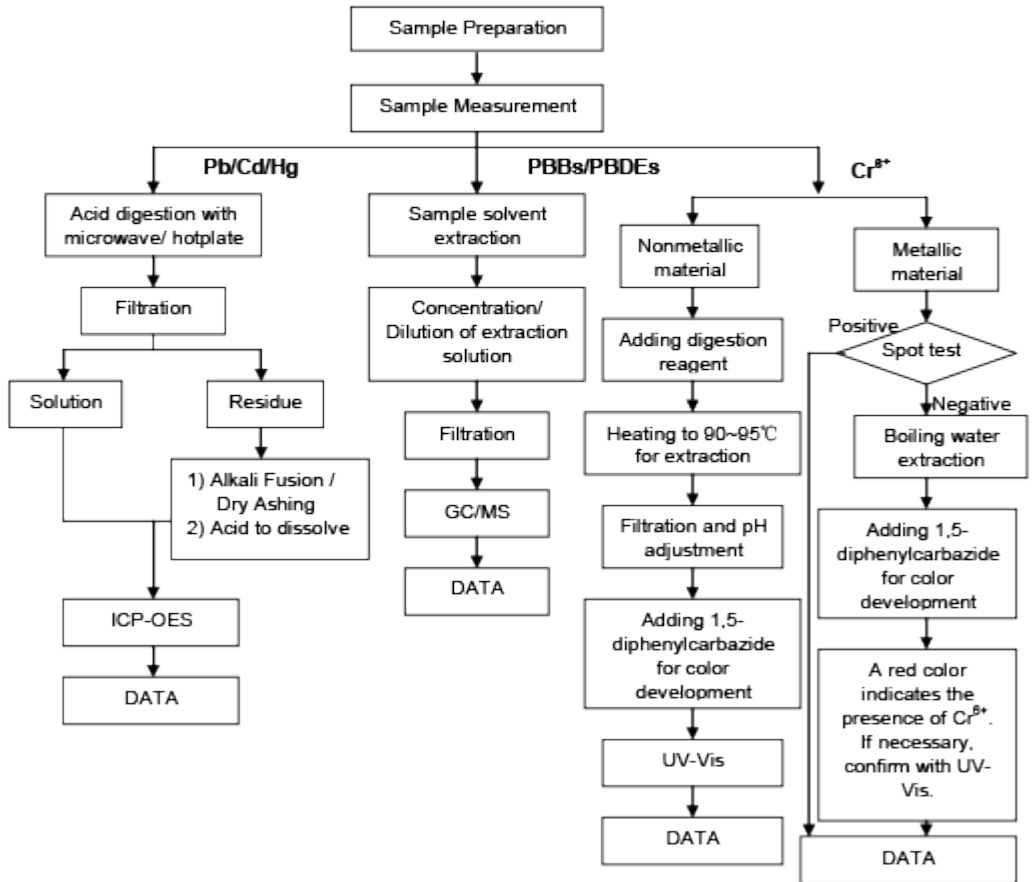 Sample Preparation
Sample Measurement
Pb/Cd/Hg
PBBs/PBDEs
Cr⁶⁺
Acid digestion with
microwave/ hotplate
Filtration
Solution
Residue
1) Alkali Fusion /
Dry Ashing
2) Acid to dissolve
ICP-OES
DATA
Sample solvent
extraction
Concentration/
Dilution of extraction
solution
Filtration
GC/MS
DATA
Nonmetallic
material
Adding digestion
reagent
Heating to 90~95℃
for extraction
Filtration and pH
adjustment
Adding 1,5-
diphenylcarbazide
for color
development
UV-Vis
DATA
Metallic
material
Positive
Spot test
Negative
Boiling water
extraction
Adding 1,5-
diphenylcarbazide
for color
development
A red color
indicates the
presence of Cr⁶⁺.
If necessary,
confirm with UV-
Vis.
DATA